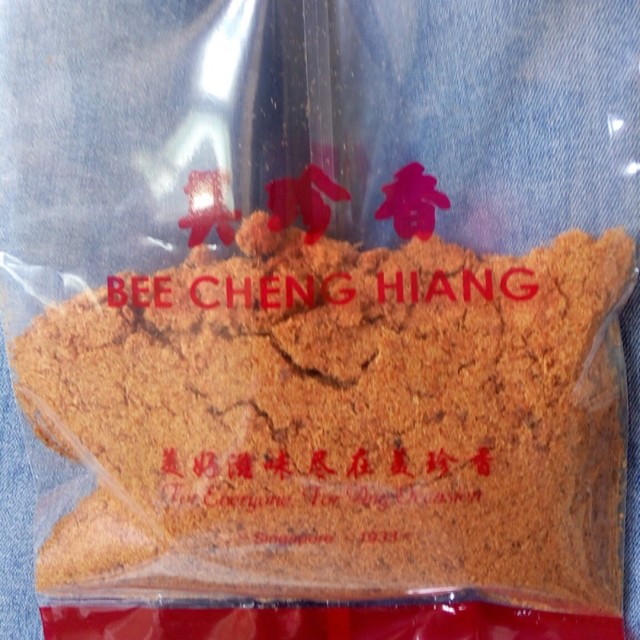 美珍香
BEE CHENG HIANG
美好滋味尽在美珍香
For Everyone, For Any Occasion
Singapore 1933